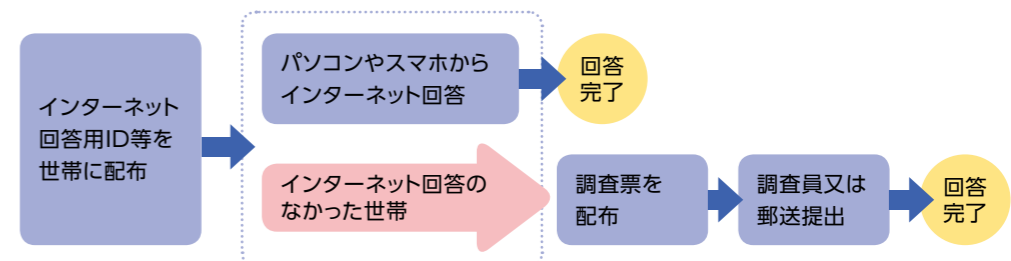 インターネット
回答用ID等を
世帯に配布
パソコンやスマホから
インターネット回答
回答
完了
インターネット回答の
なかった世帯
調査票を
配布
調査員又は
郵送提出
回答
完了